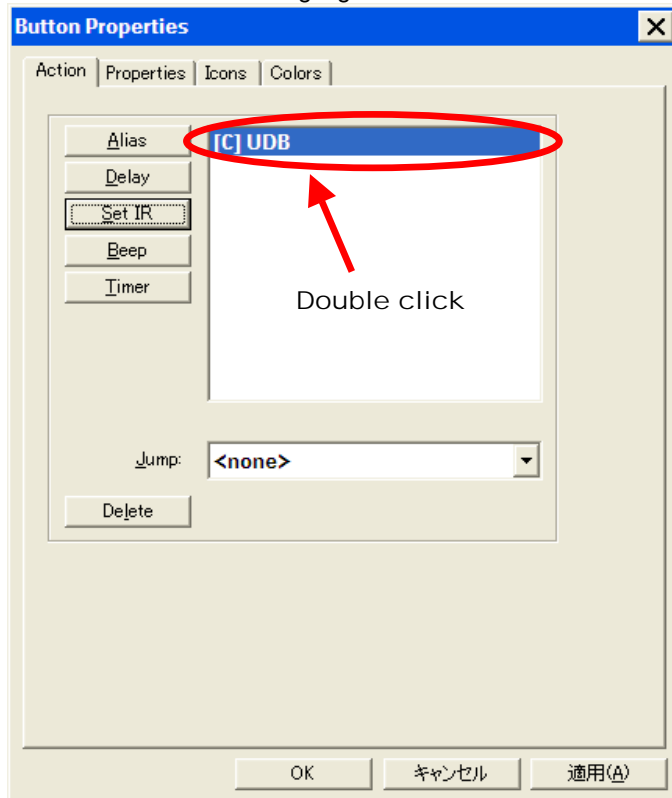 Button Properties
Action Properties Icons Colors
Alias
[C] UDB
Delay
Set IR
Beep
Timer
Double click
Jump:
<none>
Delete
OK キャンセル 適用(A)